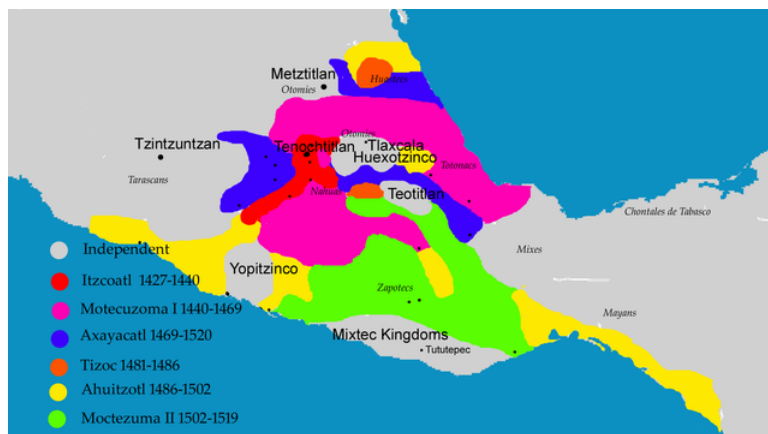 Metztitlan
Otomies
Huastecs
Tzintzuntzan
Tarascans
Otomies
Tenochtitlan
Tlaxcala
Huexotzinco
Totonacs
Nahuas
Teotitlan
Chontales de Tabasco
Mixes
Yopitzinco
Zapotecs
Mayans
Mixtec Kingdoms
Tututepec
Independent
Itzcoatl 1427-1440
Motecuzoma I 1440-1469
Axayacatl 1469-1520
Tizoc 1481-1486
Ahuitzotl 1486-1502
Moctezuma II 1502-1519